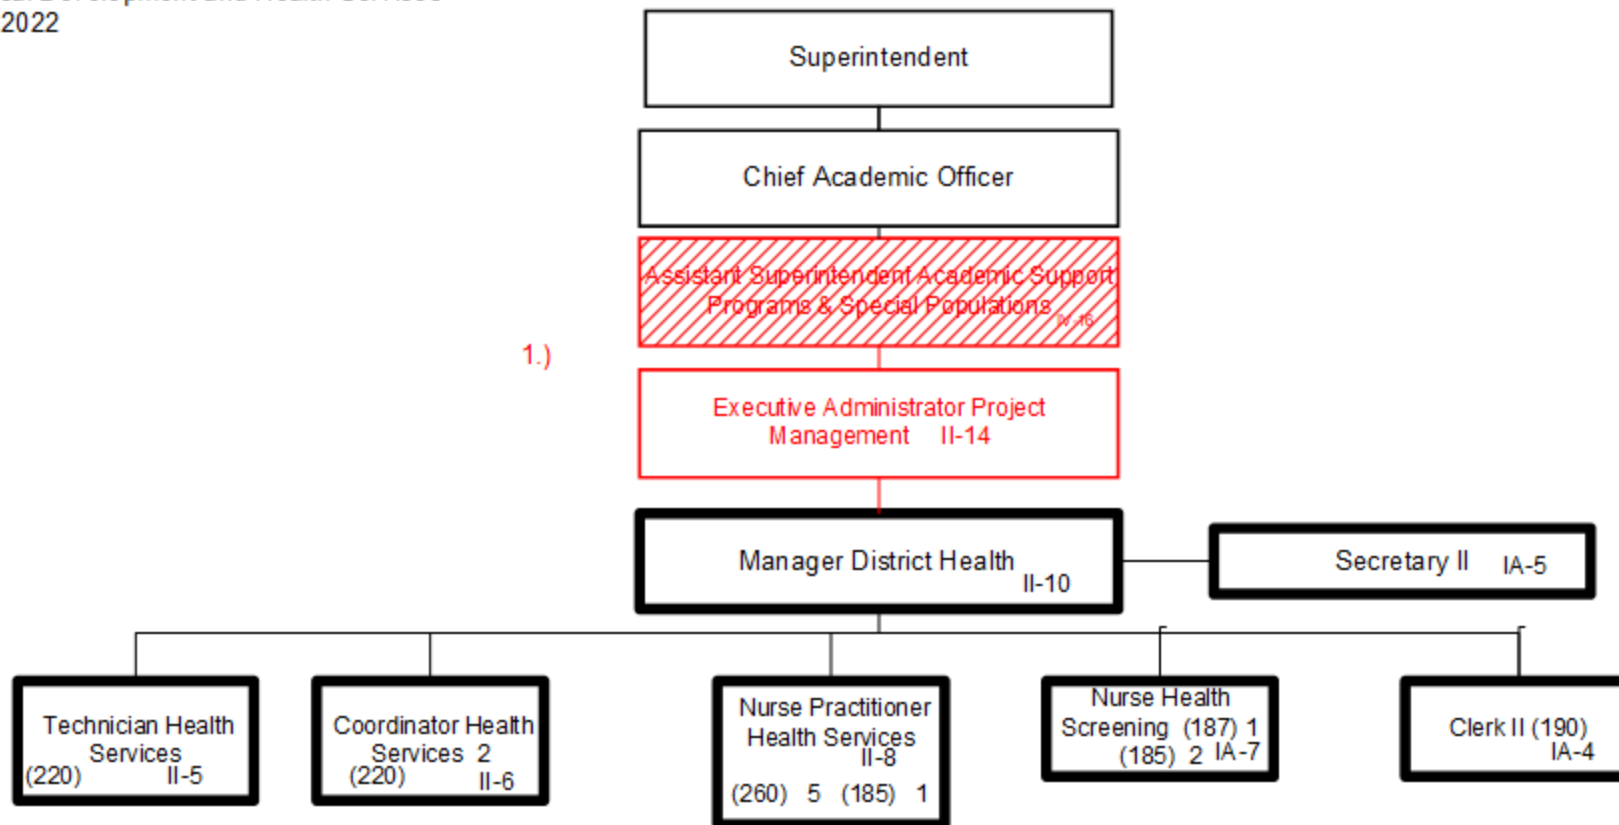 2022
Superintendent
Chief Academic Officer
Assistant Superintendent Academic Support
Programs & Special Populations IV-16
1.)
Executive Administrator Project
Management II-14
Manager District Health
II-10
Secretary II IA-5
Technician Health
Services
(220) II-5
Coordinator Health
Services 2
(220) II-6
Nurse Practitioner
Health Services
II-8
(260) 5 (185) 1
Nurse Health
Screening (187) 1
(185) 2 IA-7
Clerk II (190)
IA-4